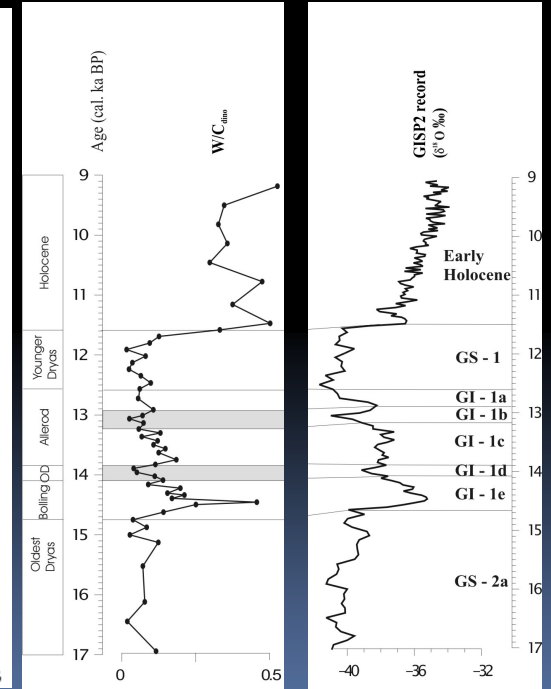 Age (cal. ka BP)
W/Cdino
9
10
11
12
13
14
15
16
17
Holocene
Younger
Dryas
Allerod
OD
Bolling
Oldest
Dryas
0
0.5
GISP2 record
(δ¹⁸ O ‰)
9
10
11
12
13
14
15
16
17
Early
Holocene
GS - 1
GI - 1a
GI - 1b
GI - 1c
GI - 1d
GI - 1e
GS - 2a
-40
-36
-32